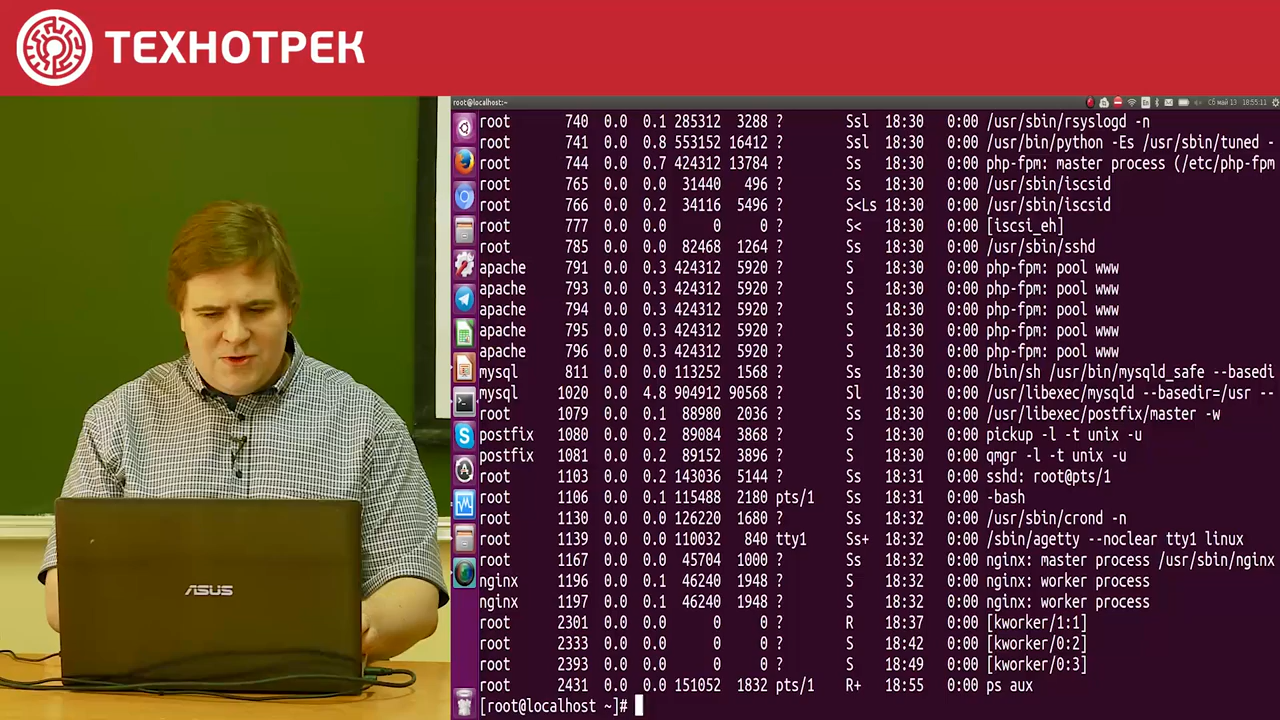 ТЕХНОТРЕК
root@localhost:~
Сб май 13 18:55:11
root 740 0.0 0.1 285312 3288 ? Ssl 18:30 0:00 /usr/sbin/rsyslogd -n
root 741 0.0 0.8 553152 16412 ? Ssl 18:30 0:00 /usr/bin/python -Es /usr/sbin/tuned -
root 744 0.0 0.7 424312 13784 ? Ss 18:30 0:00 php-fpm: master process (/etc/php-fpm
root 765 0.0 0.0 31440 496 ? Ss 18:30 0:00 /usr/sbin/iscsid
root 766 0.0 0.2 34116 5496 ? S<Ls 18:30 0:00 /usr/sbin/iscsid
root 777 0.0 0.0 0 0 ? S< 18:30 0:00 [iscsi_eh]
root 785 0.0 0.0 82468 1264 ? Ss 18:30 0:00 /usr/sbin/sshd
apache 791 0.0 0.3 424312 5920 ? S 18:30 0:00 php-fpm: pool www
apache 793 0.0 0.3 424312 5920 ? S 18:30 0:00 php-fpm: pool www
apache 794 0.0 0.3 424312 5920 ? S 18:30 0:00 php-fpm: pool www
apache 795 0.0 0.3 424312 5920 ? S 18:30 0:00 php-fpm: pool www
apache 796 0.0 0.3 424312 5920 ? S 18:30 0:00 php-fpm: pool www
mysql 811 0.0 0.0 113252 1568 ? Ss 18:30 0:00 /bin/sh /usr/bin/mysqld_safe --basedi
mysql 1020 0.0 4.8 904912 90568 ? Sl 18:30 0:00 /usr/libexec/mysqld --basedir=/usr --
root 1079 0.0 0.1 88980 2036 ? Ss 18:30 0:00 /usr/libexec/postfix/master -w
postfix 1080 0.0 0.2 89084 3868 ? S 18:30 0:00 pickup -l -t unix -u
postfix 1081 0.0 0.2 89152 3896 ? S 18:30 0:00 qmgr -l -t unix -u
root 1103 0.0 0.2 143036 5144 ? Ss 18:31 0:00 sshd: root@pts/1
root 1106 0.0 0.1 115488 2180 pts/1 Ss 18:31 0:00 -bash
root 1130 0.0 0.0 126220 1680 ? Ss 18:32 0:00 /usr/sbin/crond -n
root 1139 0.0 0.0 110032 840 tty1 Ss+ 18:32 0:00 /sbin/agetty --noclear tty1 linux
root 1167 0.0 0.0 45704 1000 ? Ss 18:32 0:00 nginx: master process /usr/sbin/nginx
nginx 1196 0.0 0.1 46240 1948 ? S 18:32 0:00 nginx: worker process
nginx 1197 0.0 0.1 46240 1948 ? S 18:32 0:00 nginx: worker process
root 2301 0.0 0.0 0 0 ? R 18:37 0:00 [kworker/1:1]
root 2333 0.0 0.0 0 0 ? S 18:42 0:00 [kworker/0:2]
root 2393 0.0 0.0 0 0 ? S 18:49 0:00 [kworker/0:3]
root 2431 0.0 0.0 151052 1832 pts/1 R+ 18:55 0:00 ps aux
[root@localhost ~]#
ASUS